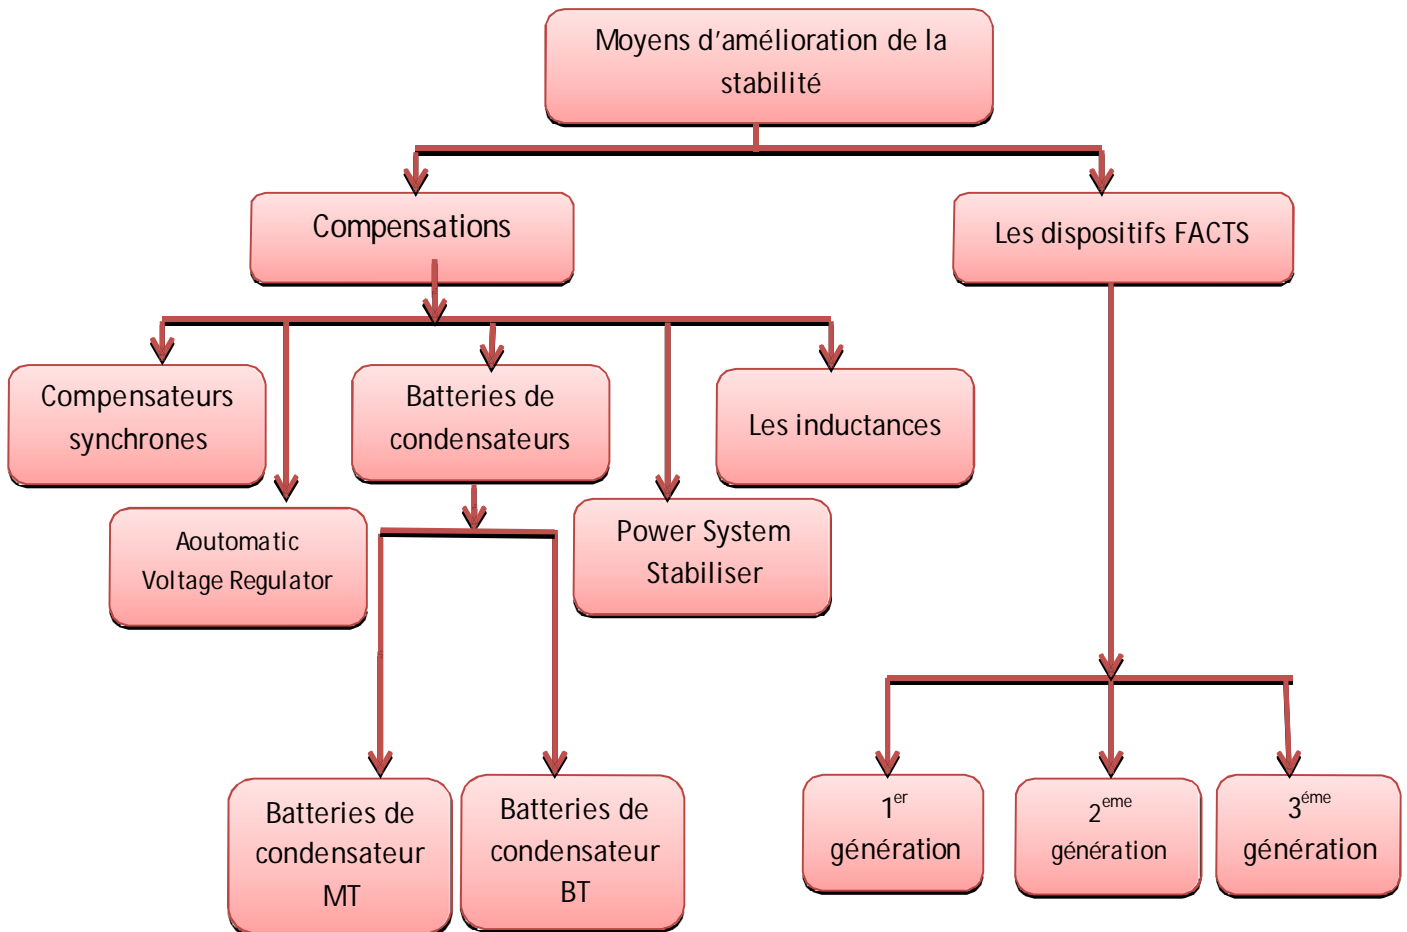 Moyens d'amélioration de la
stabilité
Compensations
Les dispositifs FACTS
Compensateurs
synchrones
Batteries de
condensateurs
Les inductances
Aoutomatic
Voltage Regulator
Power System
Stabiliser
Batteries de
condensateur
MT
Batteries de
condensateur
BT
1er
génération
2eme
génération
3éme
génération